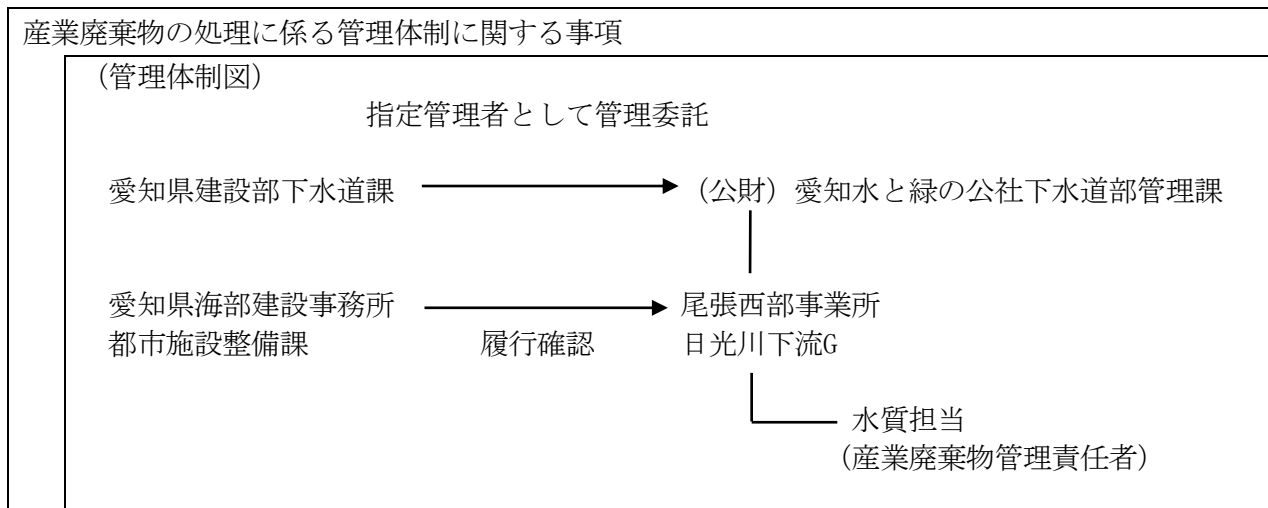 産業廃棄物の処理に係る管理体制に関する事項
（管理体制図）
指定管理者として管理委託
愛知県建設部下水道課
（公財）愛知水と緑の公社下水道部管理課
愛知県海部建設事務所
尾張西部事業所
都市施設整備課
履行確認
日光川下流G
水質担当
（産業廃棄物管理責任者）